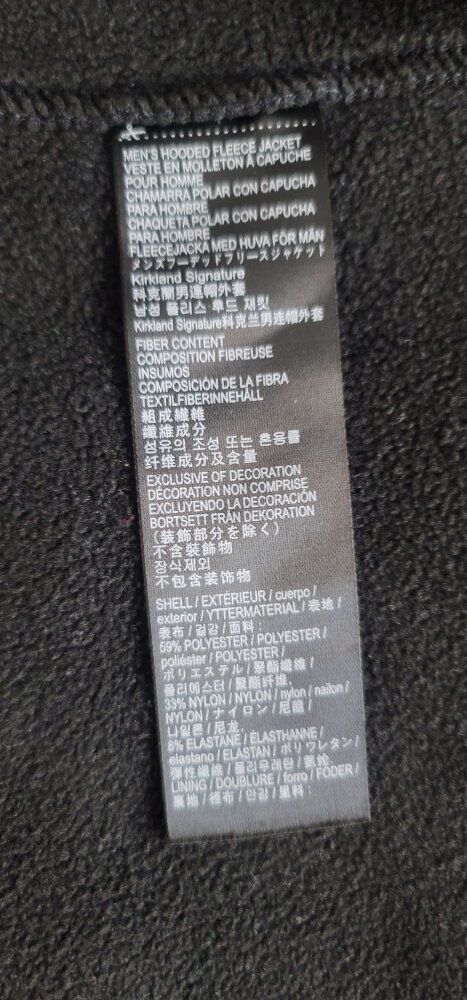 MEN'S HOODED FLEECE JACKET
VESTE EN MOLLETON À CAPUCHE
POUR HOMME
CHAMARRA POLAR CON CAPUCHA
PARA HOMBRE
CHAQUETA POLAR CON CAPUCHA
PARA HOMBRE
FLEECEJACKA MED HUVA FÖR MÄN
メンズフーデッドフリースジャケット
Kirkland Signature
科克蘭男連帽外套
남성 플리스 후드 재킷
Kirkland Signature科克兰男连帽外套
FIBER CONTENT
COMPOSITION FIBREUSE
INSUMOS
COMPOSICIÓN DE LA FIBRA
TEXTILFIBERINNEHÅLL
組成繊維
纖維成分
섬유의 조성 또는 혼용률
纤维成分及含量
EXCLUSIVE OF DECORATION
DÉCORATION NON COMPRISE
EXCLUYENDO LA DECORACIÓN
BORTSETT FRÅN DEKORATION
(装飾部分を除く)
不含裝飾物
장식제외
不包含装饰物
SHELL / EXTÉRIEUR / cuerpo /
exterior / YTTERMATERIAL / 表地 /
表布 / 겉감 / 面料 :
59% POLYESTER / POLYESTER /
poliéster / POLYESTER /
ポリエステル / 聚酯纖維 /
폴리에스터 / 聚酯纤维
33% NYLON / NYLON / nylon / nailon /
NYLON / ナイロン / 尼龍 /
나일론 / 尼龙
8% ELASTANE / ÉLASTHANNE /
elastano / ELASTAN / ポリウレタン /
彈性纖維 / 폴리우레탄 / 氨纶
LINING / DOUBLURE / forro / FODER /
裏地 / 裡布 / 안감 / 里料 :